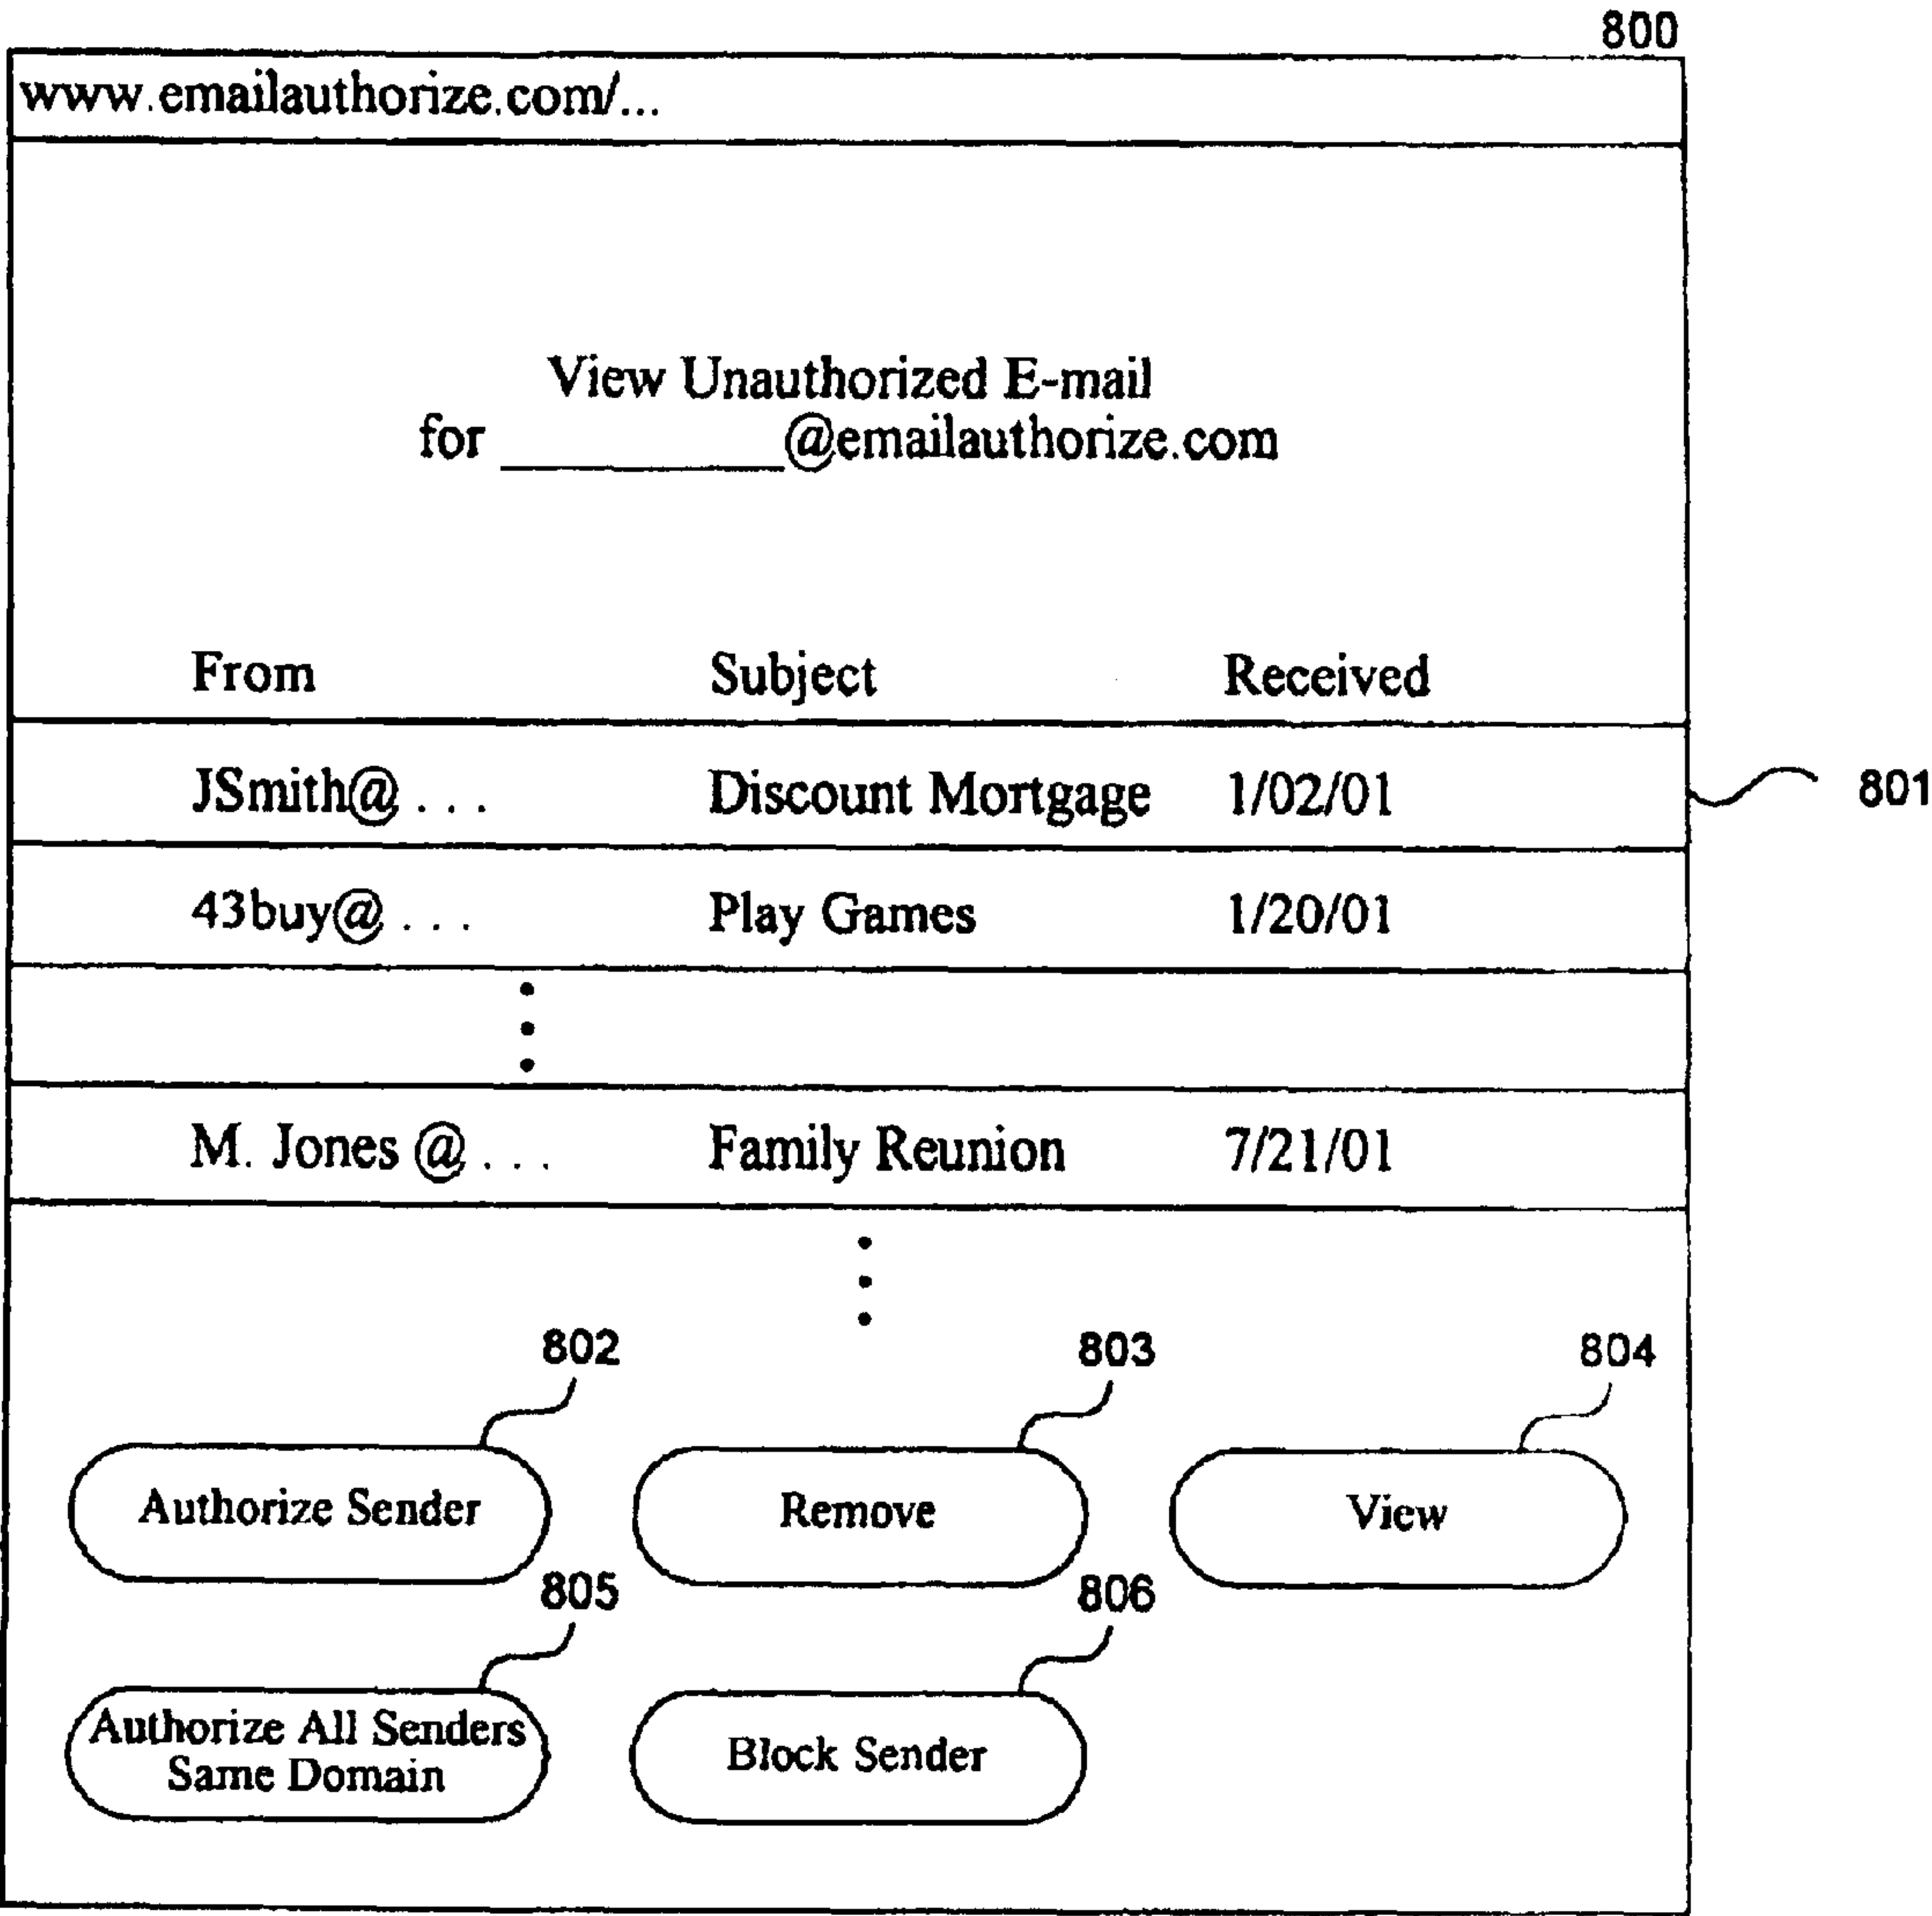 800
www.emailauthorize.com/...
View Unauthorized E-mail
for ________@emailauthorize.com
From Subject Received
JSmith@ . . . Discount Mortgage 1/02/01
801
43buy@ . . . Play Games 1/20/01
M. Jones @ . . . Family Reunion 7/21/01
802 803 804
Authorize Sender Remove View
805 806
Authorize All Senders
Same Domain
Block Sender